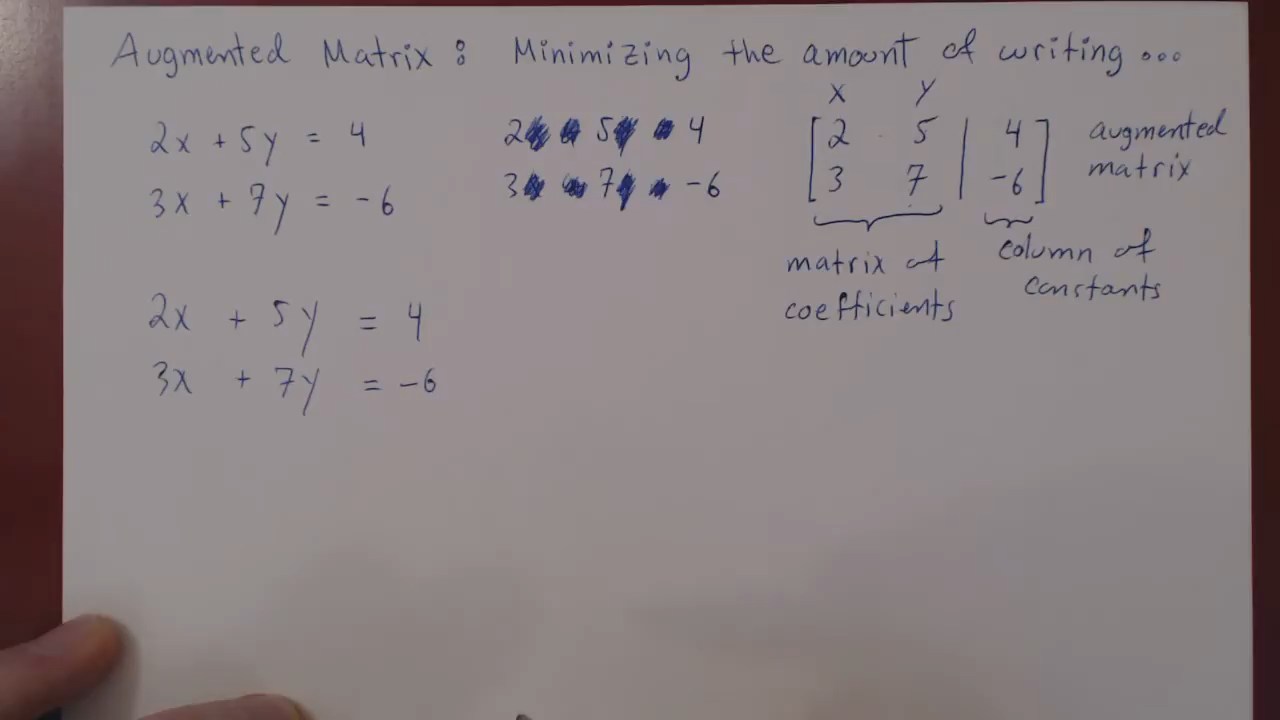 Augmented Matrix : Minimizing the amount of writing ...
2x + 5y = 4
3x + 7y = -6
2 5 4
3 7 -6
x y
[ 2 5 | 4 ]
[ 3 7 | -6 ]
augmented
matrix
matrix of
coefficients
column of
constants
2x + 5y = 4
3x + 7y = -6